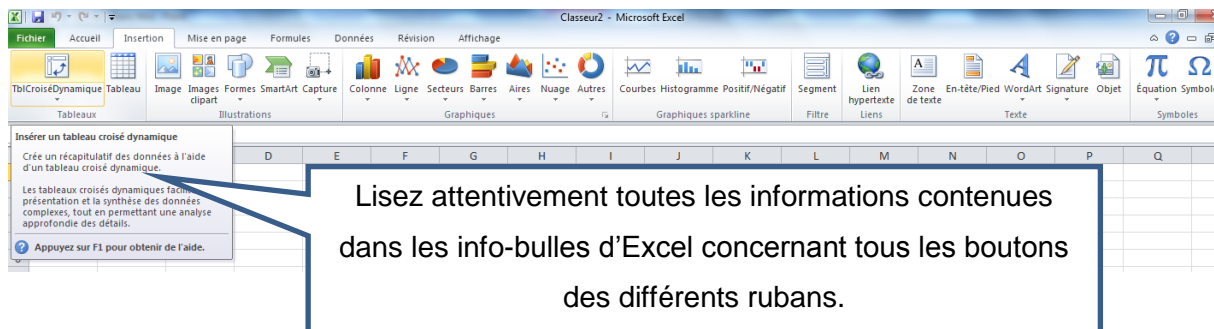 Classeur2 - Microsoft Excel
Fichier Accueil Insertion Mise en page Formules Données Révision Affichage
TblCroiséDynamique Tableau Image Images clipart Formes SmartArt Capture Colonne Ligne Secteurs Barres Aires Nuage Autres Courbes Histogramme Positif/Négatif Segment Lien hypertexte Zone de texte En-tête/Pied WordArt Signature Objet Équation Symbole
Tableaux Illustrations Graphiques Graphiques sparkline Filtre Liens Texte Symboles
Insérer un tableau croisé dynamique
Crée un récapitulatif des données à l'aide
d'un tableau croisé dynamique.
Les tableaux croisés dynamiques
présentation et la synthèse des données
complexes, tout en permettant une analyse
approfondie des détails.
Appuyez sur F1 pour obtenir de l'aide.
D E F G H I J K L M N O P Q
Lisez attentivement toutes les informations contenues
dans les info-bulles d'Excel concernant tous les boutons
des différents rubans.